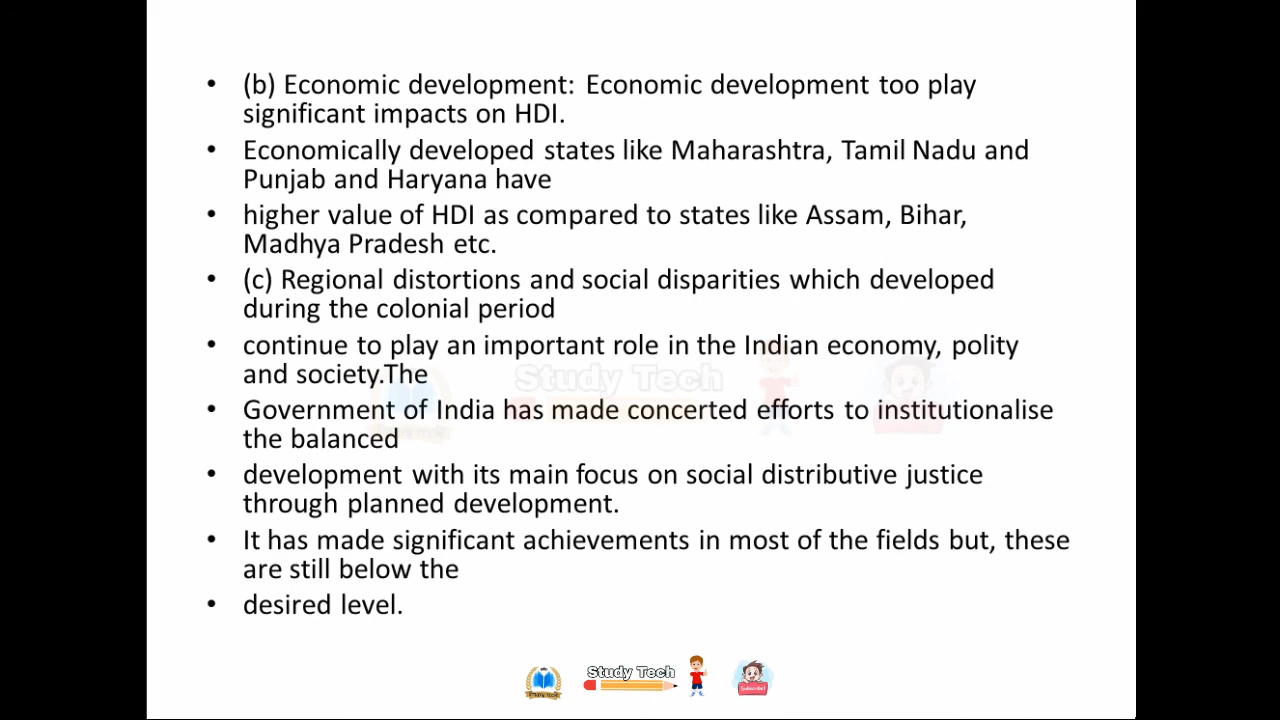 • (b) Economic development: Economic development too play
significant impacts on HDI.
• Economically developed states like Maharashtra, Tamil Nadu and
Punjab and Haryana have
• higher value of HDI as compared to states like Assam, Bihar,
Madhya Pradesh etc.
• (c) Regional distortions and social disparities which developed
during the colonial period
• continue to play an important role in the Indian economy, polity
and society.The
Study Tech
• Government of India has made concerted efforts to institutionalise
the balanced
• development with its main focus on social distributive justice
through planned development.
• It has made significant achievements in most of the fields but, these
are still below the
• desired level.
Study Tech
Subscribe!